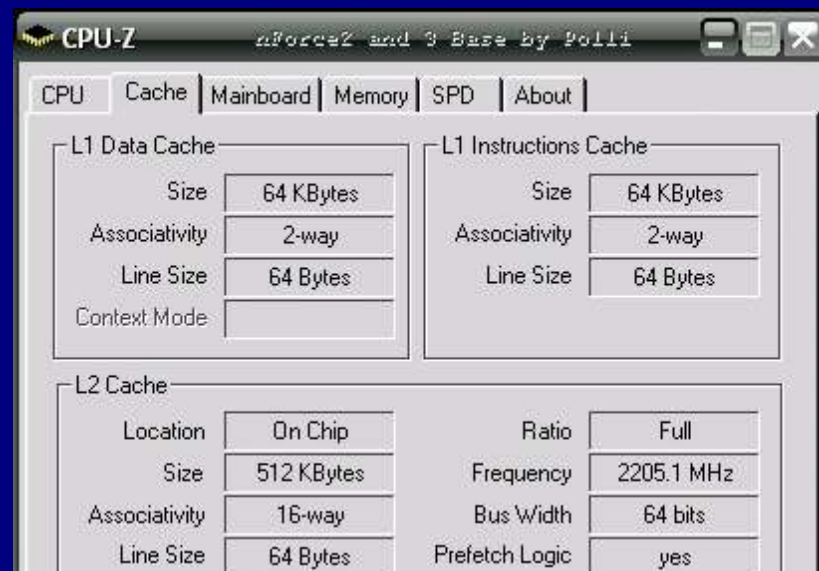 CPU-Z nForce2 and 3 Base by Polli
CPU Cache Mainboard Memory SPD About
L1 Data Cache
Size 64 KBytes
Associativity 2-way
Line Size 64 Bytes
Context Mode
L1 Instructions Cache
Size 64 KBytes
Associativity 2-way
Line Size 64 Bytes
L2 Cache
Location On Chip
Size 512 KBytes
Associativity 16-way
Line Size 64 Bytes
Ratio Full
Frequency 2205.1 MHz
Bus Width 64 bits
Prefetch Logic yes